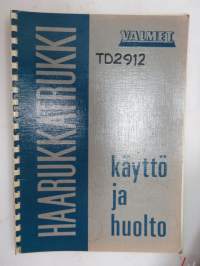 HAARUKKATRUKKI
VALMET
TD2912
käyttö
ja
huolto